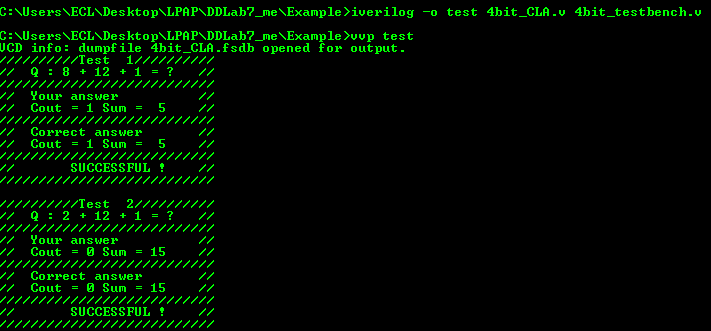 C:\Users\ECL\Desktop\LPAP\DDLab7_me\Example>iverilog -o test 4bit_CLA.v 4bit_testbench.v
C:\Users\ECL\Desktop\LPAP\DDLab7_me\Example>vvp test
VCD info: dumpfile 4bit_CLA.fsdb opened for output.
//////////Test  1//////////
//  Q : 8 + 12 + 1 = ?   //
///////////////////////////
//  Your answer          //
//  Cout = 1 Sum =  5    //
///////////////////////////
//  Correct answer       //
//  Cout = 1 Sum =  5    //
///////////////////////////
//       SUCCESSFUL !    //
///////////////////////////
//////////Test  2//////////
//  Q : 2 + 12 + 1 = ?   //
///////////////////////////
//  Your answer          //
//  Cout = 0 Sum = 15    //
///////////////////////////
//  Correct answer       //
//  Cout = 0 Sum = 15    //
///////////////////////////
//       SUCCESSFUL !    //
///////////////////////////